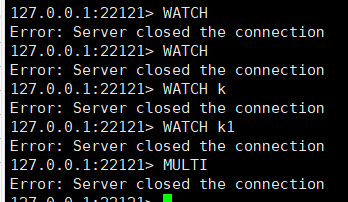 127.0.0.1:22121> WATCH
Error: Server closed the connection
127.0.0.1:22121> WATCH
Error: Server closed the connection
127.0.0.1:22121> WATCH k
Error: Server closed the connection
127.0.0.1:22121> WATCH k1
Error: Server closed the connection
127.0.0.1:22121> MULTI
Error: Server closed the connection
127.0.0.1:22121>